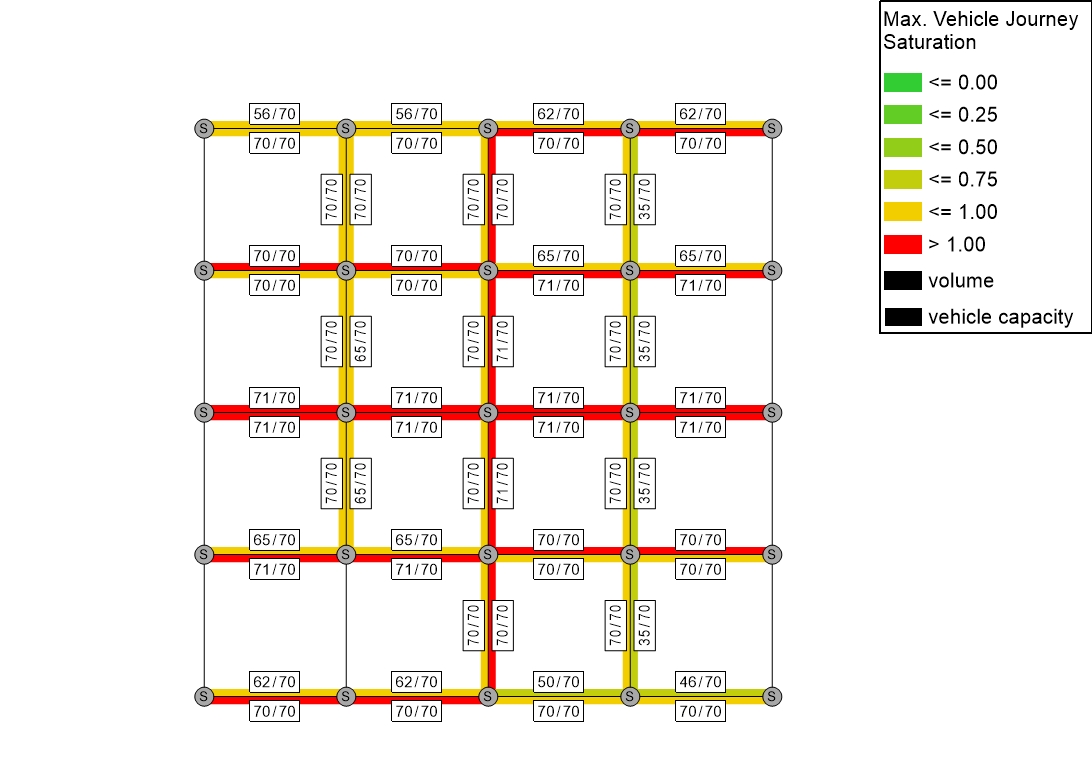 Max. Vehicle Journey
Saturation
<= 0.00
<= 0.25
<= 0.50
<= 0.75
<= 1.00
> 1.00
volume
vehicle capacity
56/70 56/70 62/70 62/70
S S S S S
70/70 70/70 70/70 70/70
70/70 70/70 70/70 70/70 70/70 35/70
70/70 70/70 65/70 65/70
S S S S S
70/70 70/70 71/70 71/70
70/70 65/70 70/70 71/70 70/70 35/70
71/70 71/70 71/70 71/70
S S S S S
71/70 71/70 71/70 71/70
70/70 65/70 70/70 71/70 70/70 35/70
65/70 65/70 70/70 70/70
S S S S S
71/70 71/70 70/70 70/70
70/70 70/70 70/70 35/70
62/70 62/70 50/70 46/70
S S S S S
70/70 70/70 70/70 70/70